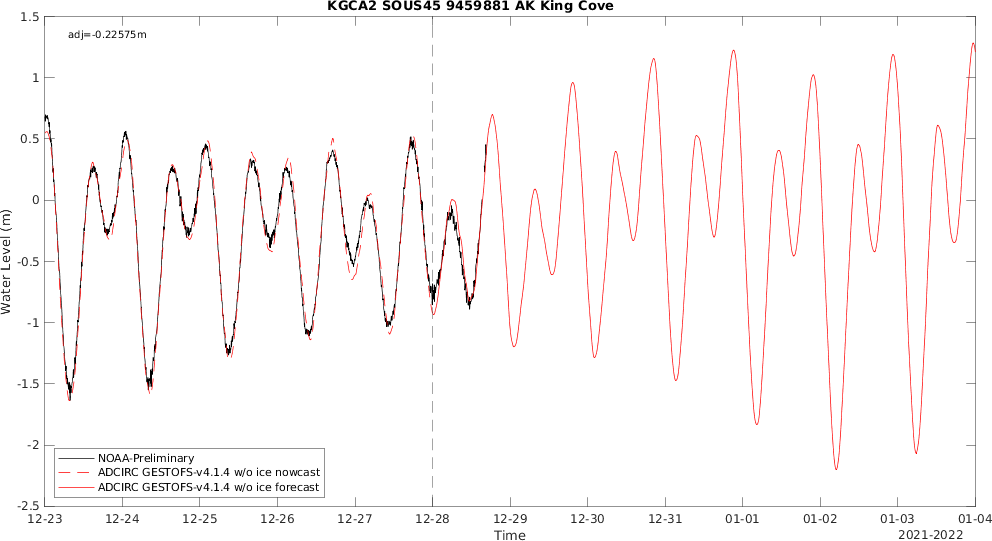 KGCA2 SOUS45 9459881 AK King Cove
adj=-0.22575m
1.5
1
0.5
0
-0.5
-1
-1.5
-2
-2.5
Water Level (m)
NOAA-Preliminary
ADCIRC GESTOFS-v4.1.4 w/o ice nowcast
ADCIRC GESTOFS-v4.1.4 w/o ice forecast
12-23 12-24 12-25 12-26 12-27 12-28 12-29 12-30 12-31 01-01 01-02 01-03 01-04
Time
2021-2022